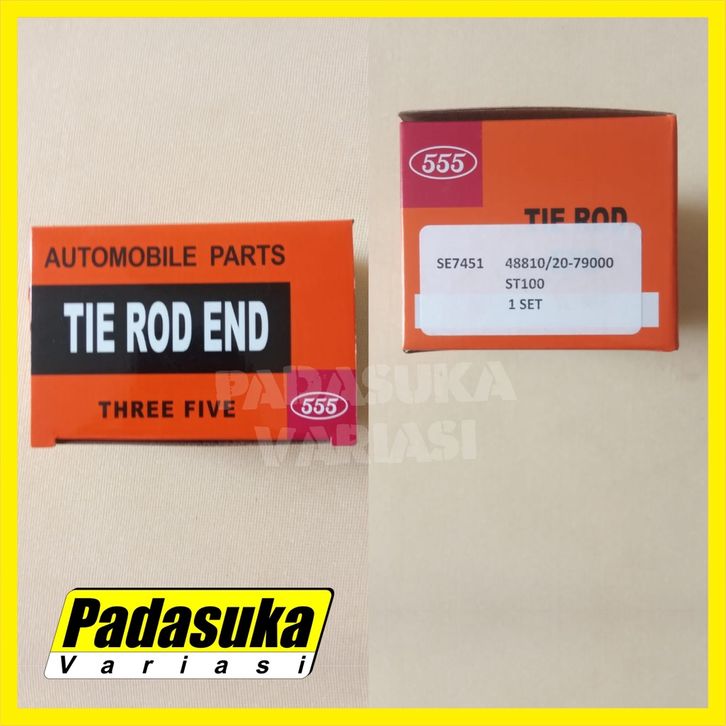 AUTOMOBILE PARTS
TIE ROD END
THREE FIVE
555
555
TIE ROD
SE7451 48810/20-79000
ST100
1 SET
PADASUKA
VARIASI
Padasuka
Variasi